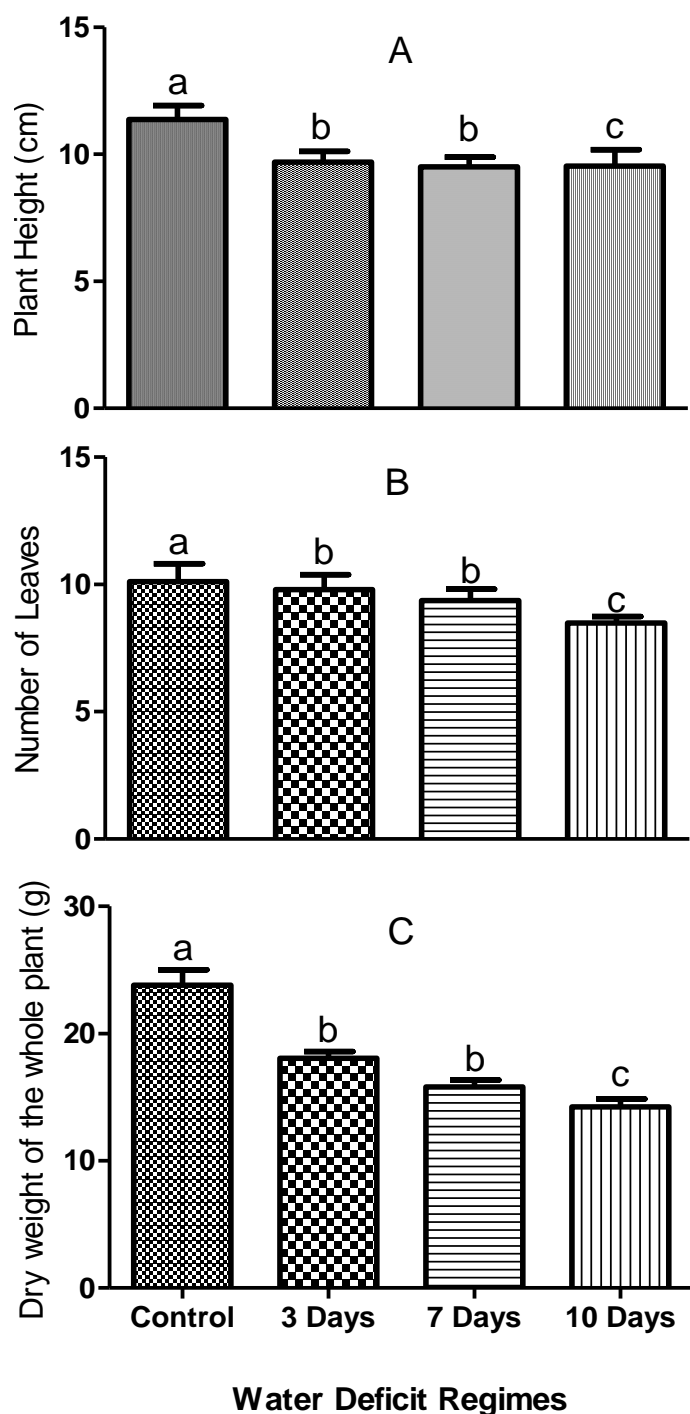 A
15
10
5
0
Plant Height (cm)
a
b
b
c
B
15
10
5
0
Number of Leaves
a
b
b
c
C
30
20
10
0
Dry weight of the whole plant (g)
a
b
b
c
Control 3 Days 7 Days 10 Days
Water Deficit Regimes